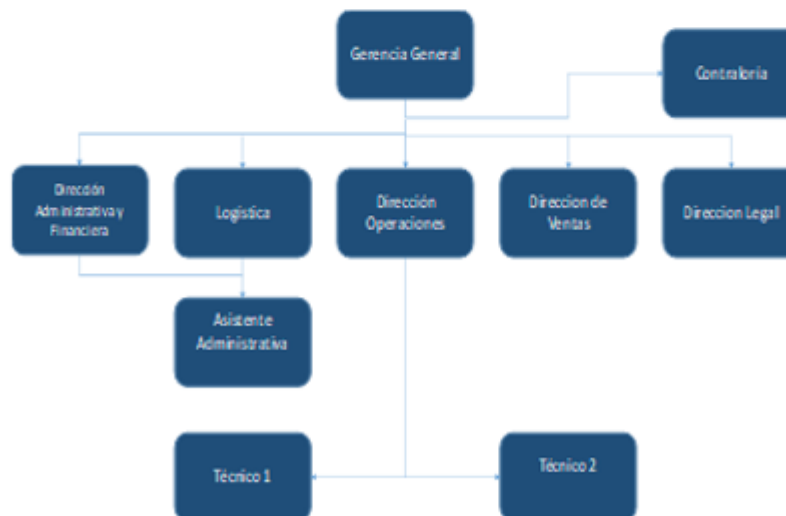 Gerencia General
Contraloría
Dirección
Administrativa y
Financiera
Logística
Dirección
Operaciones
Direccion de
Ventas
Direccion Legal
Asistente
Administrativa
Técnico 1
Técnico 2